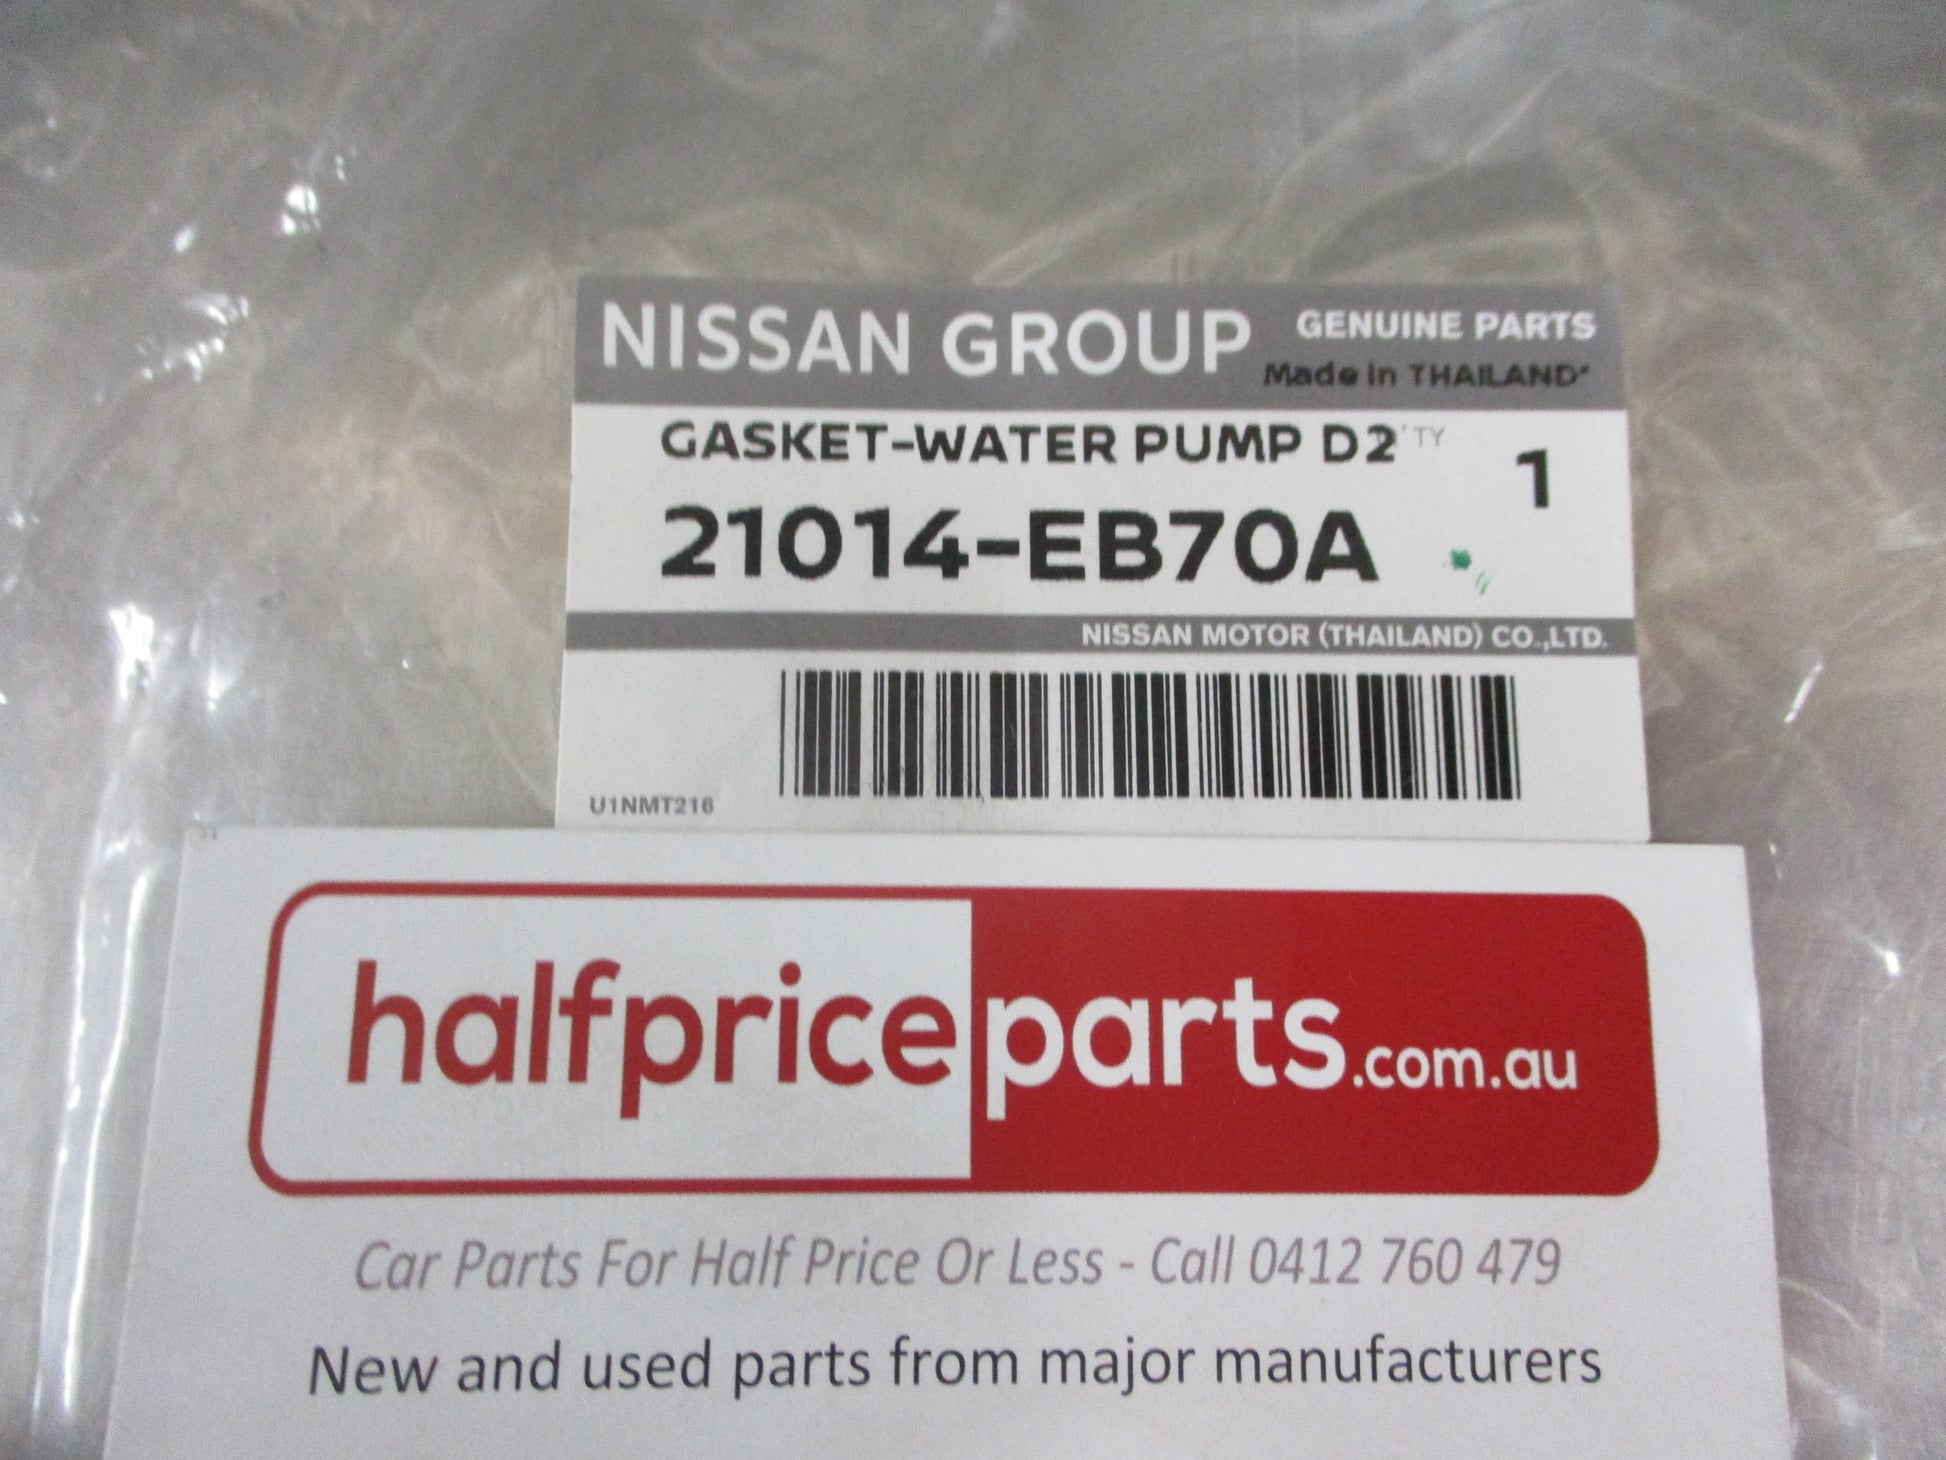 NISSAN GROUP GENUINE PARTS
Made in THAILAND
GASKET-WATER PUMP D2 'TY
1
21014-EB70A
NISSAN MOTOR (THAILAND) CO.,LTD.
U1NMT216
halfpriceparts.com.au
Car Parts For Half Price Or Less - Call 0412 760 479
New and used parts from major manufacturers